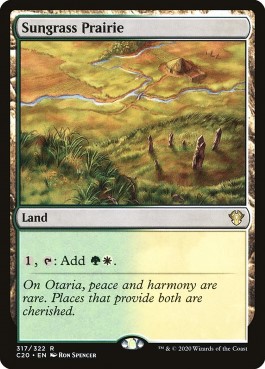 Sungrass Prairie
Land
1, T: Add G W.
On Otaria, peace and harmony are
rare. Places that provide both are
cherished.
317/322 R
C20 • EN RON SPENCER
™ & © 2020 Wizards of the Coast